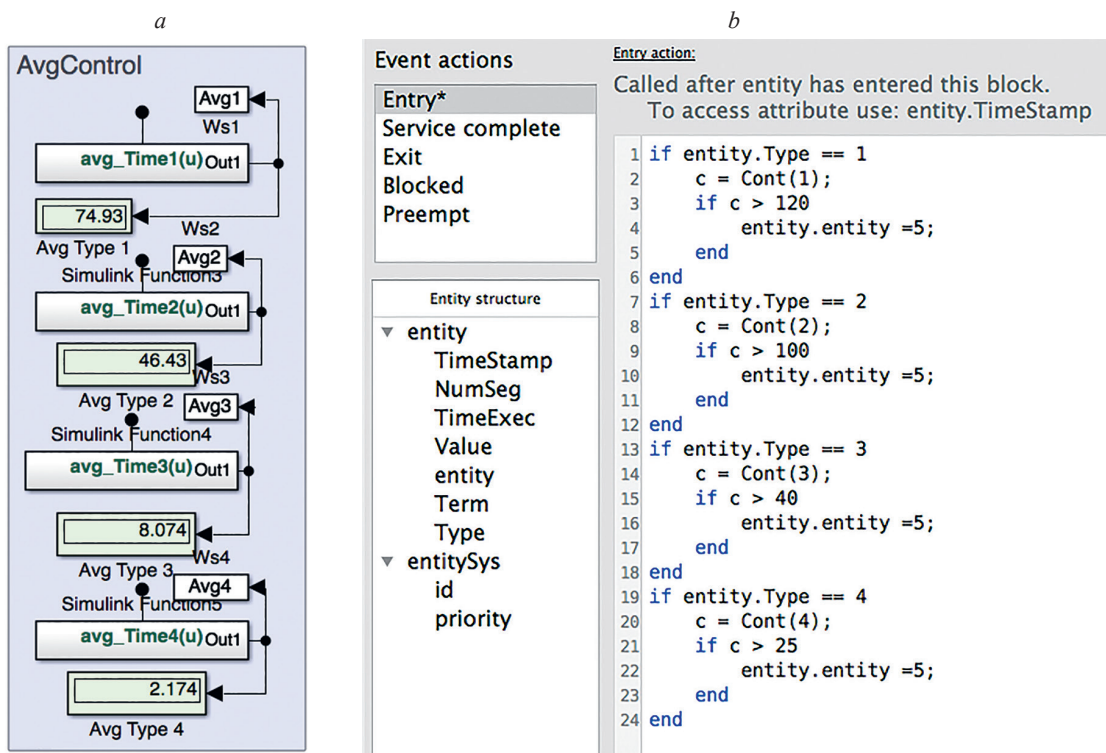 a
AvgControl
Avg1
Ws1
avg_Time1(u) Out1
74.93
Ws2
Avg Type 1
Avg2
Simulink Function3
avg_Time2(u) Out1
46.43
Ws3
Avg Type 2
Avg3
Simulink Function4
avg_Time3(u) Out1
8.074
Ws4
Avg Type 3
Avg4
Simulink Function5
avg_Time4(u) Out1
2.174
Avg Type 4
b
Event actions
Entry*
Service complete
Exit
Blocked
Preempt
Entity structure
entity
TimeStamp
NumSeg
TimeExec
Value
entity
Term
Type
entitySys
id
priority
Entry action:
Called after entity has entered this block.
To access attribute use: entity.TimeStamp
1 if entity.Type == 1
2 c = Cont(1);
3 if c > 120
4 entity.entity =5;
5 end
6 end
7 if entity.Type == 2
8 c = Cont(2);
9 if c > 100
10 entity.entity =5;
11 end
12 end
13 if entity.Type == 3
14 c = Cont(3);
15 if c > 40
16 entity.entity =5;
17 end
18 end
19 if entity.Type == 4
20 c = Cont(4);
21 if c > 25
22 entity.entity =5;
23 end
24 end